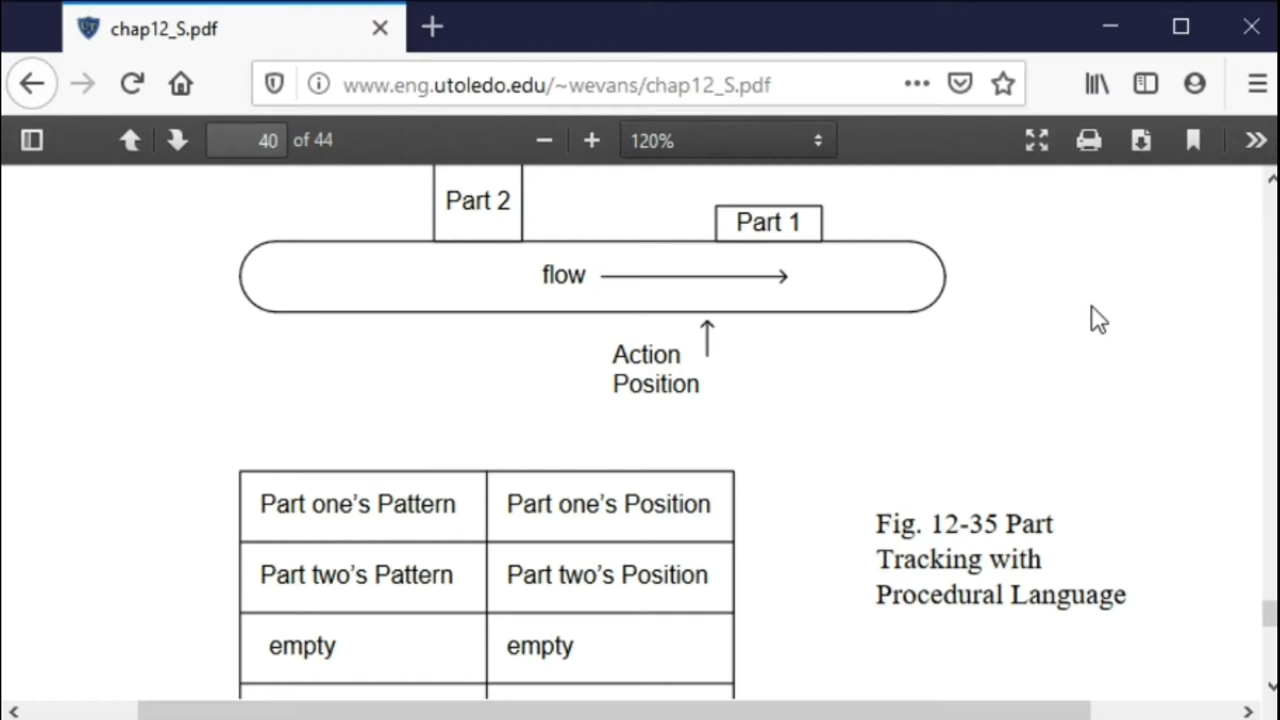 chap12_S.pdf
www.eng.utoledo.edu/~wevans/chap12_S.pdf
40 of 44
120%
Part 2
Part 1
flow
Action
Position
Part one's Pattern Part one's Position
Part two's Pattern Part two's Position
empty empty
Fig. 12-35 Part
Tracking with
Procedural Language